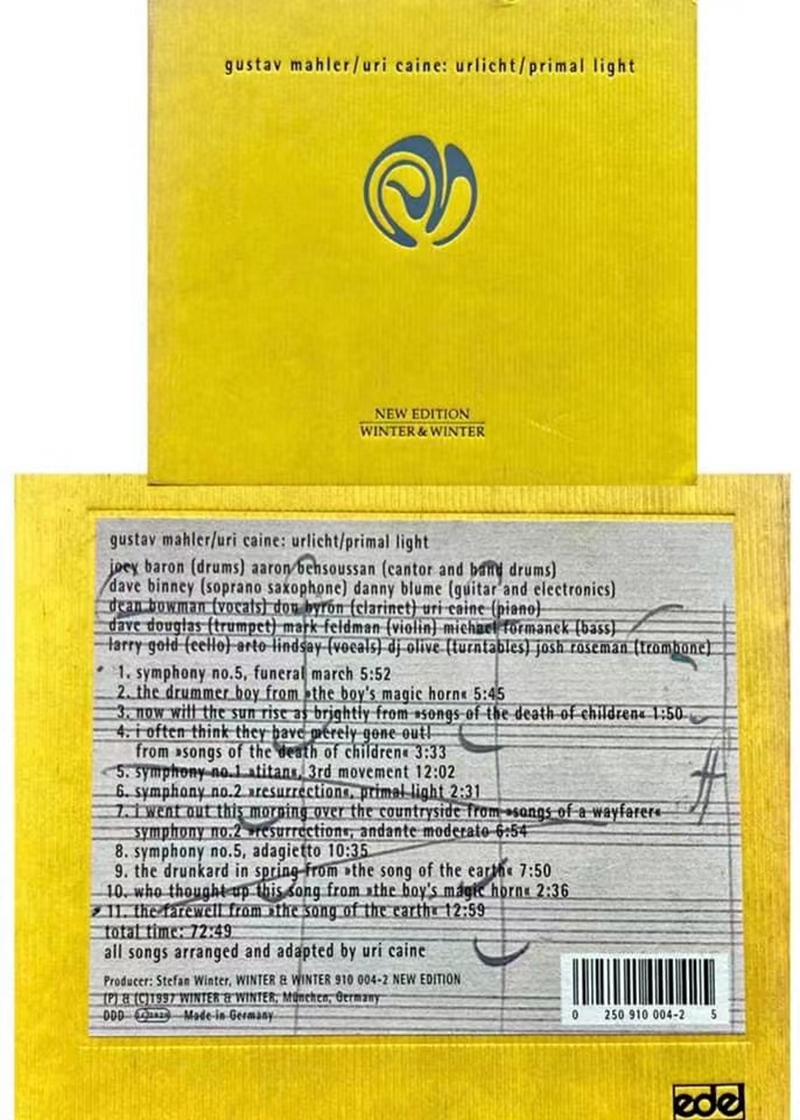 gustav mahler/uri caine: urlicht/primal light
NEW EDITION
WINTER & WINTER
gustav mahler/uri caine: urlicht/primal light
joey baron (drums) aaron bensoussan (cantor and band drums)
dave binney (soprano saxophone) danny blume (guitar and electronics)
dean bowman (vocals) don byron (clarinet) uri caine (piano)
dave douglas (trumpet) mark feldman (violin) michael formanek (bass)
larry gold (cello) arto lindsay (vocals) dj olive (turntables) josh roseman (trombone)
1. symphony no.5, funeral march 5:52
2. the drummer boy from »the boy's magic horn« 5:45
3. now will the sun rise as brightly from »songs of the death of children« 1:50
4. i often think they have merely gone out!
from »songs of the death of children« 3:33
5. symphony no.1 »titan«, 3rd movement 12:02
6. symphony no.2 »resurrection«, primal light 2:31
7. i went out this morning over the countryside from »songs of a wayfarer«
symphony no.2 »resurrection«, andante moderato 6:54
8. symphony no.5, adagietto 10:35
9. the drunkard in spring from »the song of the earth« 7:50
10. who thought up this song from »the boy's magic horn« 2:36
11. the farewell from »the song of the earth« 12:59
total time: 72:49
all songs arranged and adapted by uri caine
Producer: Stefan Winter, WINTER & WINTER 910 004-2 NEW EDITION
(P) & (C) 1997 WINTER & WINTER, München, Germany
DDD Made in Germany
0 250 910 004-2 5
edel